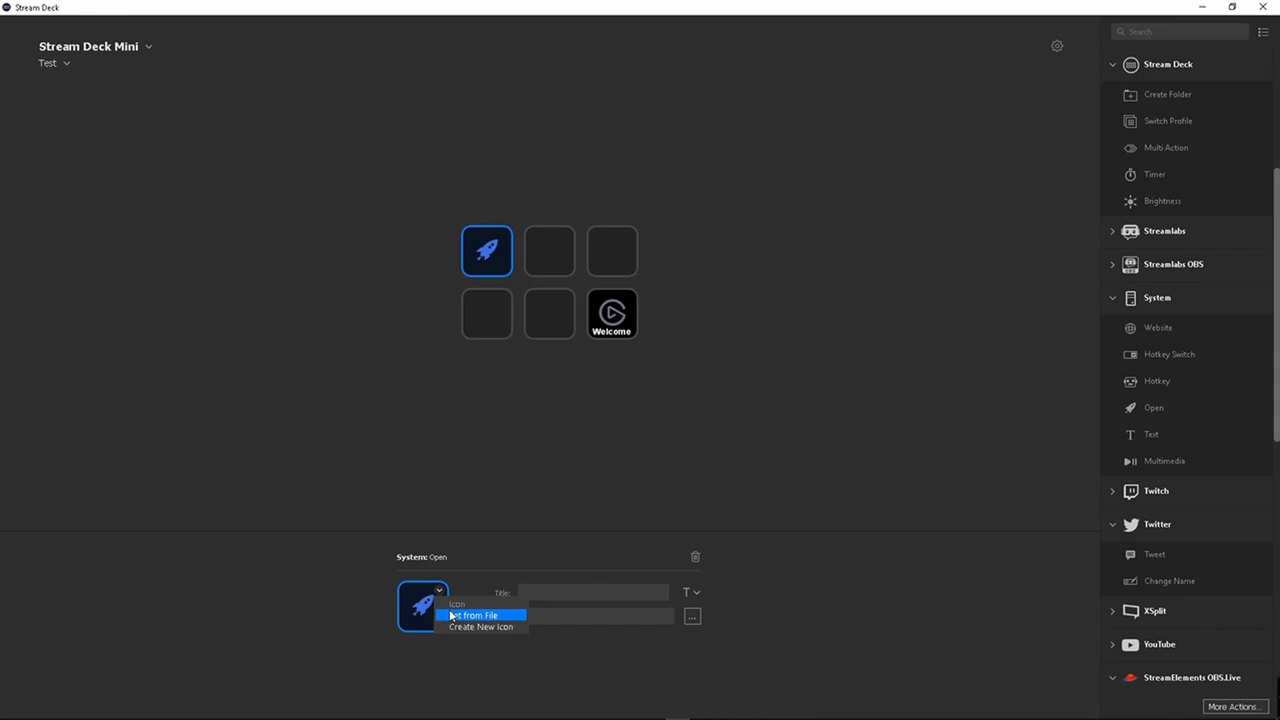 Stream Deck
Stream Deck Mini
Test
Welcome
System: Open
Title:
T
Icon
Set from File
Create New Icon
...
Search
Stream Deck
Create Folder
Switch Profile
Multi Action
Timer
Brightness
Streamlabs
Streamlabs OBS
System
Website
Hotkey Switch
Hotkey
Open
Text
Multimedia
Twitch
Twitter
Tweet
Change Name
XSplit
YouTube
StreamElements OBS.Live
More Actions...